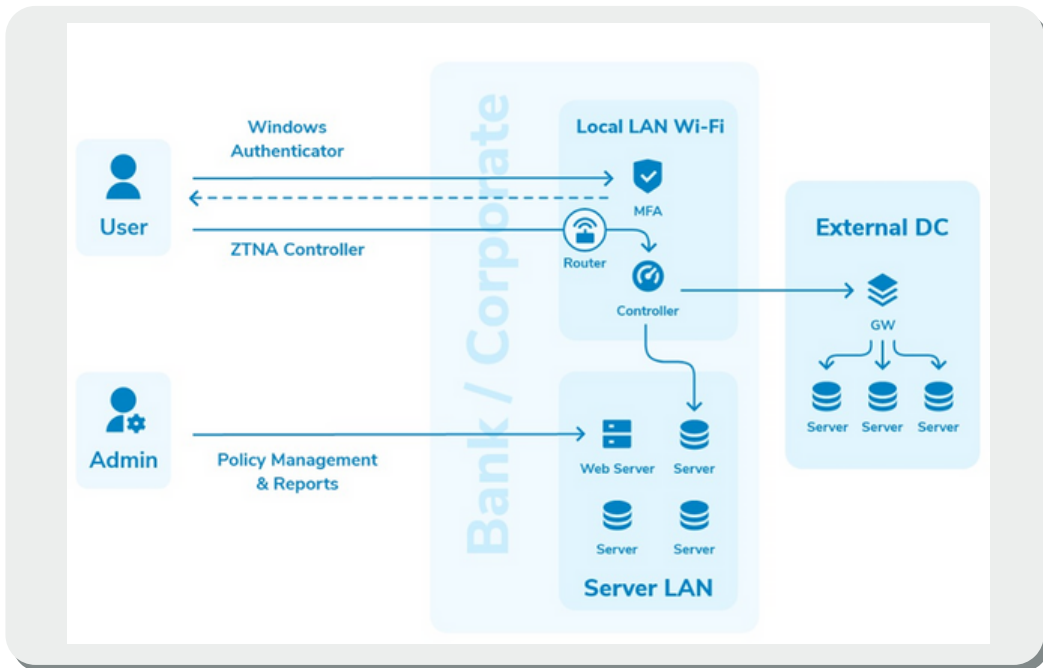 Bank / Corporate
Windows
Authenticator
Local LAN Wi-Fi
User
MFA
ZTNA Controller
Router
Controller
External DC
GW
Server
Server
Server
Admin
Policy Management
& Reports
Web Server
Server
Server
Server
Server LAN